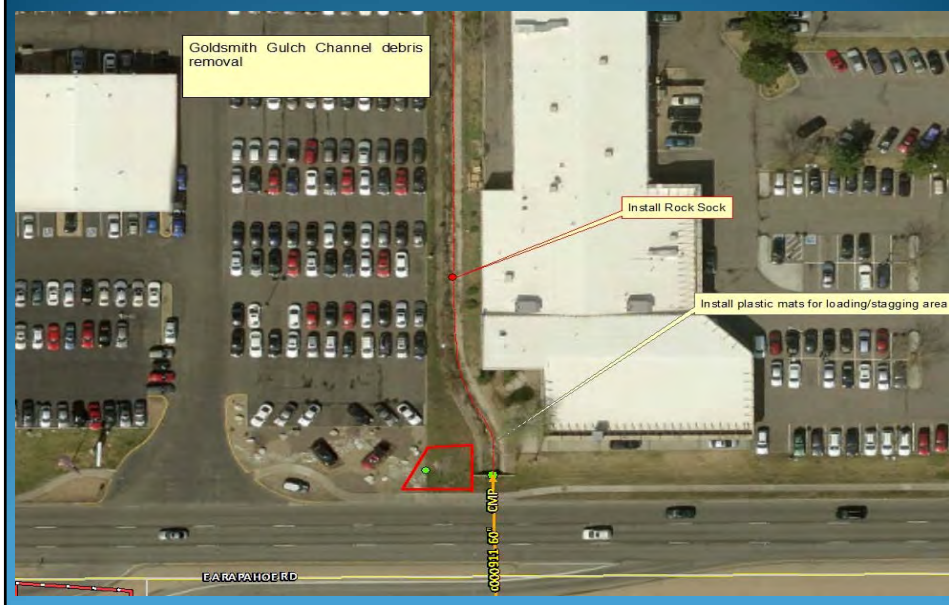 Goldsmith Gulch Channel debris
removal
Install Rock Sock
Install plastic mats for loading/stagging area
c000911 60" CMP
E ARAPAHOE RD